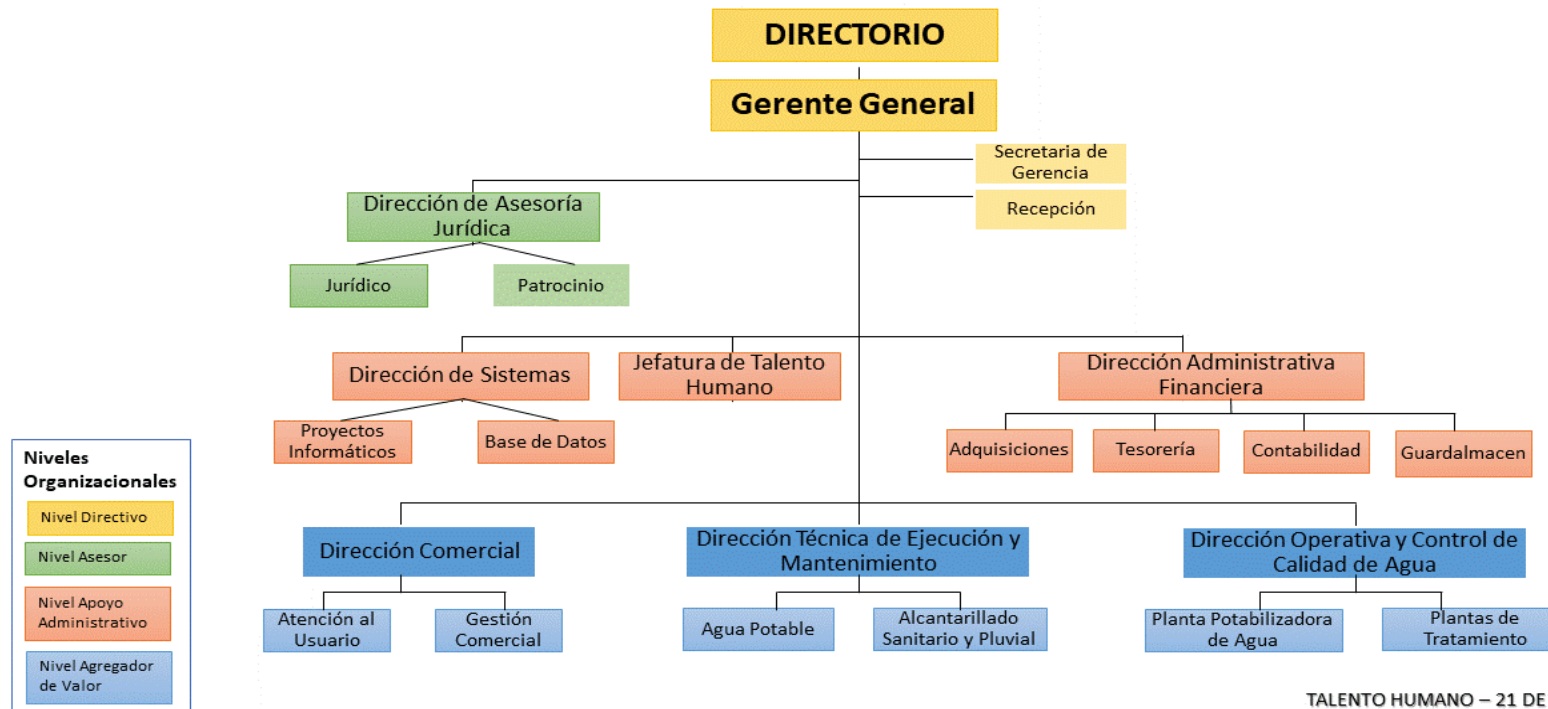 DIRECTORIO
Gerente General
Secretaria de
Gerencia
Recepción
Dirección de Asesoría
Jurídica
Jurídico
Patrocinio
Dirección de Sistemas
Jefatura de Talento
Humano
Dirección Administrativa
Financiera
Proyectos
Informáticos
Base de Datos
Adquisiciones
Tesorería
Contabilidad
Guardalmacen
Niveles
Organizacionales
Nivel Directivo
Nivel Asesor
Nivel Apoyo
Administrativo
Nivel Agregador
de Valor
Dirección Comercial
Dirección Técnica de Ejecución y
Mantenimiento
Dirección Operativa y Control de
Calidad de Agua
Atención al
Usuario
Gestión
Comercial
Agua Potable
Alcantarillado
Sanitario y Pluvial
Planta Potabilizadora
de Agua
Plantas de
Tratamiento
TALENTO HUMANO – 21 DE